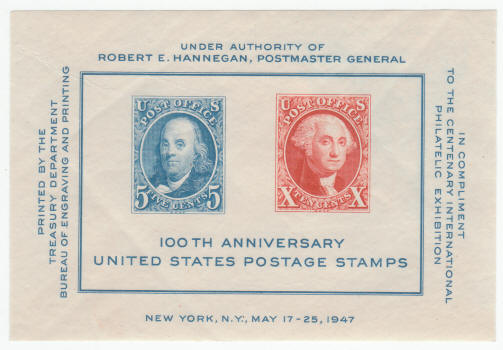 UNDER AUTHORITY OF
ROBERT E. HANNEGAN, POSTMASTER GENERAL
PRINTED BY THE
TREASURY DEPARTMENT
BUREAU OF ENGRAVING AND PRINTING
U S
POST OFFICE
5 FIVE CENTS 5
U S
POST OFFICE
X TEN CENTS X
100TH ANNIVERSARY
UNITED STATES POSTAGE STAMPS
IN COMPLIMENT
TO THE CENTENARY INTERNATIONAL
PHILATELIC EXHIBITION
NEW YORK, N.Y., MAY 17-25, 1947